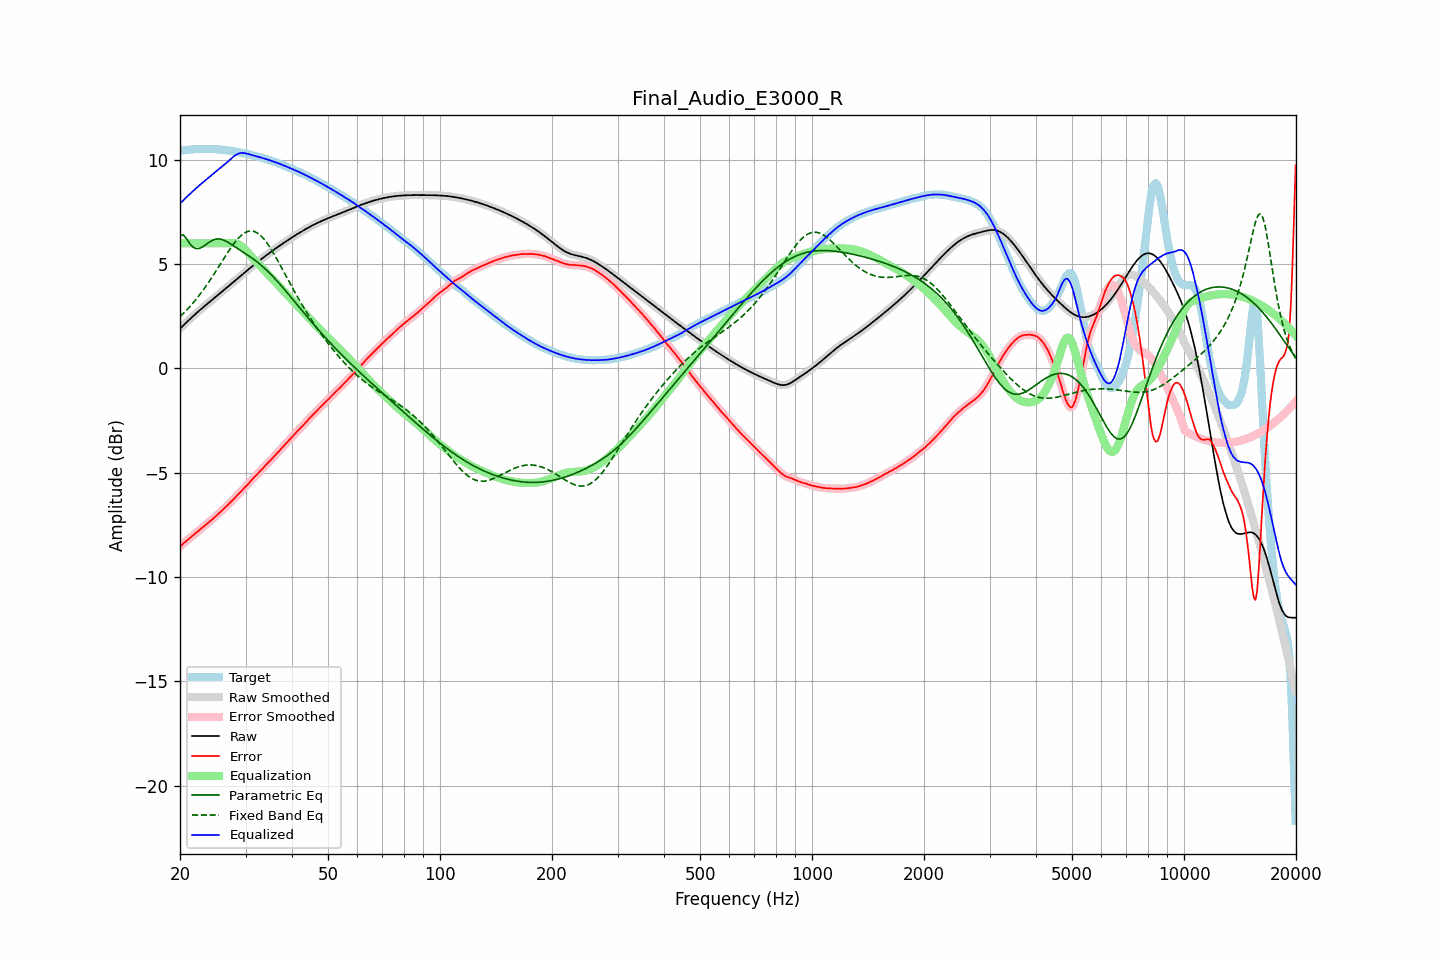 Final_Audio_E3000_R
Amplitude (dBr)
10
5
0
−5
−10
−15
−20
Target
Raw Smoothed
Error Smoothed
Raw
Error
Equalization
Parametric Eq
Fixed Band Eq
Equalized
20 50 100 200 500 1000 2000 5000 10000 20000
Frequency (Hz)